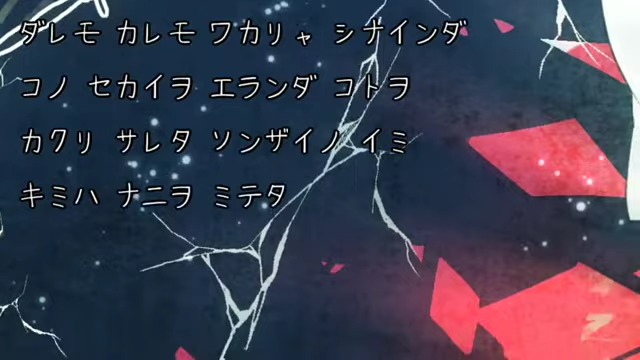 ダレモ カレモ ワカリャ シナインダ
コノ セカイヲ エランダ コトヲ
カクリ サレタ ソンザイノ イミ
キミハ ナニヲ ミテタ